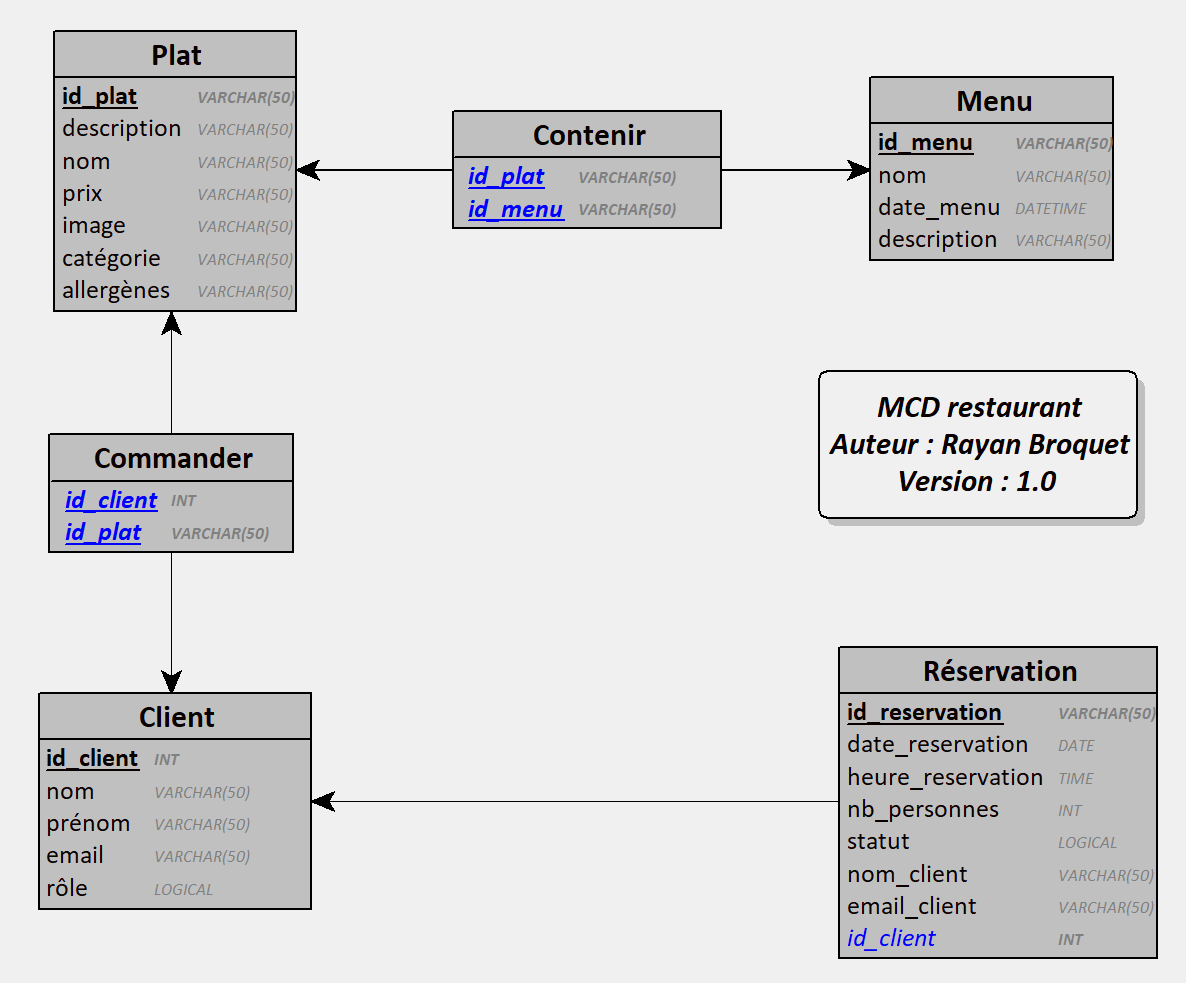 Plat
id_plat VARCHAR(50)
description VARCHAR(50)
nom VARCHAR(50)
prix VARCHAR(50)
image VARCHAR(50)
catégorie VARCHAR(50)
allergènes VARCHAR(50)
Contenir
id_plat VARCHAR(50)
id_menu VARCHAR(50)
Menu
id_menu VARCHAR(50)
nom VARCHAR(50)
date_menu DATETIME
description VARCHAR(50)
MCD restaurant
Auteur : Rayan Broquet
Version : 1.0
Commander
id_client INT
id_plat VARCHAR(50)
Client
id_client INT
nom VARCHAR(50)
prénom VARCHAR(50)
email VARCHAR(50)
rôle LOGICAL
Réservation
id_reservation VARCHAR(50)
date_reservation DATE
heure_reservation TIME
nb_personnes INT
statut LOGICAL
nom_client VARCHAR(50)
email_client VARCHAR(50)
id_client INT